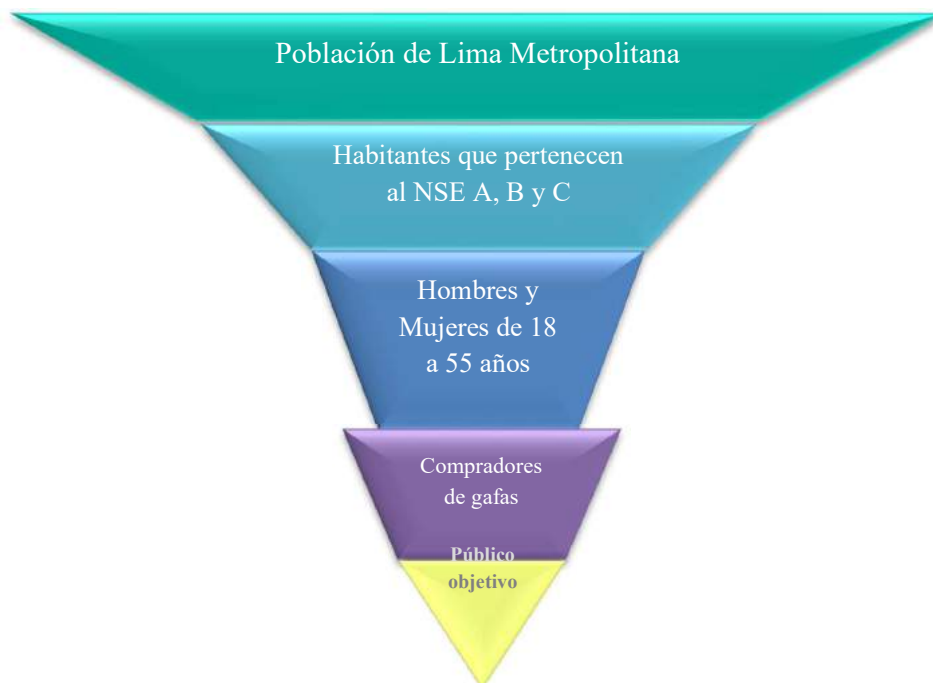 Población de Lima Metropolitana
Habitantes que pertenecen
al NSE A, B y C
Hombres y
Mujeres de 18
a 55 años
Compradores
de gafas
Público
objetivo